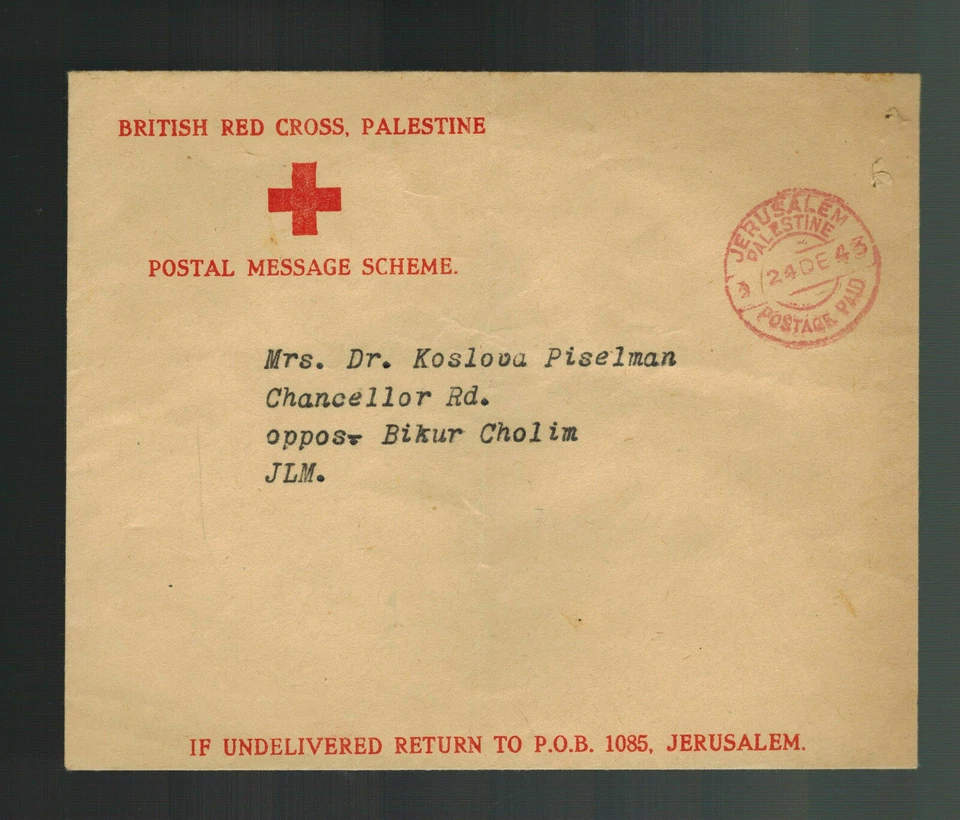 BRITISH RED CROSS, PALESTINE
POSTAL MESSAGE SCHEME.
JERUSALEM
PALESTINE
24 DE 43
POSTAGE PAID
Mrs. Dr. Koslova Piselman
Chancellor Rd.
oppos. Bikur Cholim
JLM.
IF UNDELIVERED RETURN TO P.O.B. 1085, JERUSALEM.